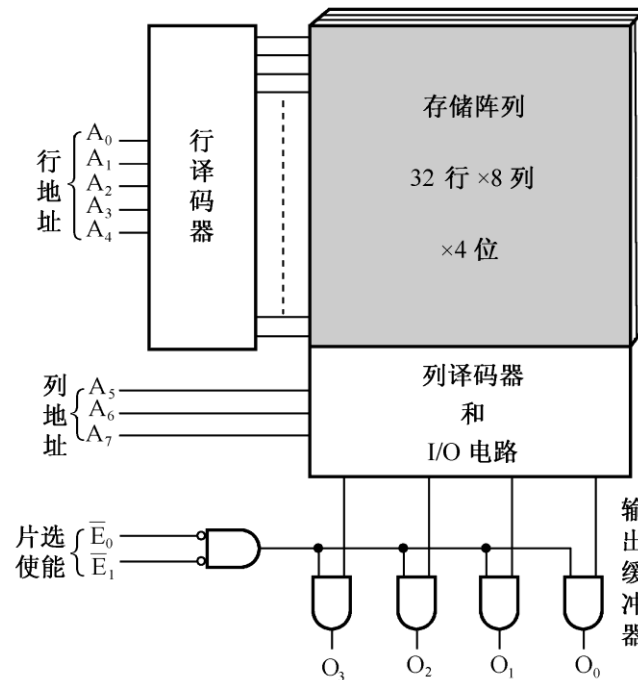 行地址
A₀
A₁
A₂
A₃
A₄
行译码器
存储阵列
32 行 ×8 列
×4 位
列地址
A₅
A₆
A₇
列译码器
和
I/O 电路
片选
使能
E̅₀
E̅₁
输出缓冲器
O₃
O₂
O₁
O₀